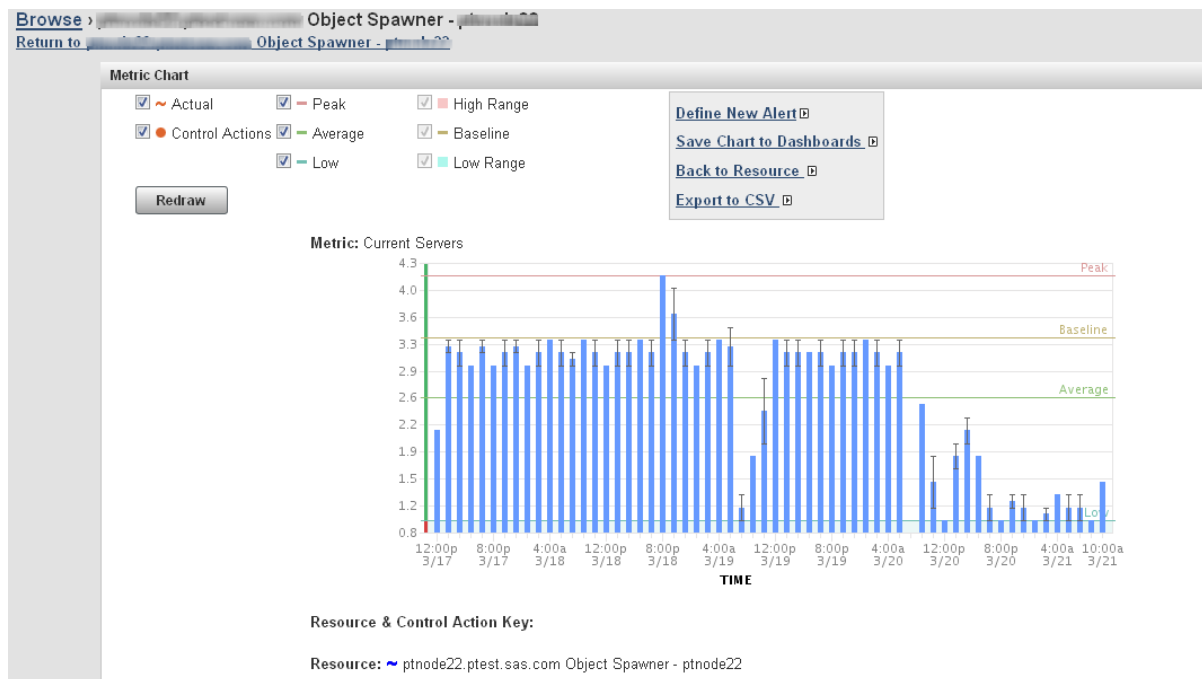 Browse › Object Spawner -
Return to Object Spawner -
Metric Chart
Actual Peak High Range
Control Actions Average Baseline
Low Low Range
Define New Alert
Save Chart to Dashboards
Back to Resource
Export to CSV
Redraw
Metric: Current Servers
4.3
Peak
4.0
3.6
Baseline
3.3
2.9
Average
2.6
2.2
1.9
1.5
1.2
Low
0.8
12:00p 8:00p 4:00a 12:00p 8:00p 4:00a 12:00p 8:00p 4:00a 12:00p 8:00p 4:00a 10:00a
3/17 3/17 3/18 3/18 3/18 3/19 3/19 3/19 3/20 3/20 3/20 3/21 3/21
TIME
Resource & Control Action Key:
Resource: ~ ptnode22.ptest.sas.com Object Spawner - ptnode22